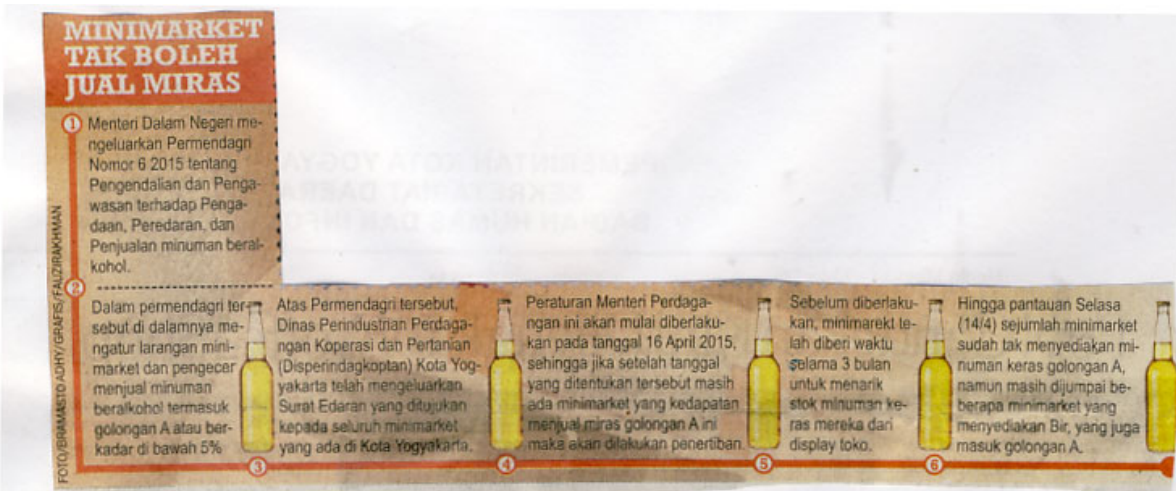 MINIMARKET
TAK BOLEH
JUAL MIRAS
1 Menteri Dalam Negeri me-
ngeluarkan Permendagri
Nomor 6 2015 tentang
Pengendalian dan Penga-
wasan terhadap Penga-
daan, Peredaran, dan
Penjualan minuman beral-
kohol.
2
Dalam permendagri ter-
sebut di dalamnya me-
ngatur larangan mini-
market dan pengecer
menjual minuman
beralkohol termasuk
golongan A atau ber-
kadar di bawah 5%
3
Atas Permendagri tersebut,
Dinas Perindustrian Perdaga-
ngan Koperasi dan Pertanian
(Disperindagkoptan) Kota Yog-
yakarta telah mengeluarkan
Surat Edaran yang ditujukan
kepada seluruh minimarket
yang ada di Kota Yogyakarta.
4
Peraturan Menteri Perdaga-
ngan ini akan mulai diberlaku-
kan pada tanggal 16 April 2015,
sehingga jika setelah tanggal
yang ditentukan tersebut masih
ada minimarket yang kedapatan
menjual miras golongan A ini
maka akan dilakukan penertiban.
5
Sebelum diberlaku-
kan, minimarekt te-
lah diberi waktu
selama 3 bulan
untuk menarik
stok minuman ke-
ras mereka dari
display toko.
6
Hingga pantauan Selasa
(14/4) sejumlah minimarket
sudah tak menyediakan mi-
numan keras golongan A,
namun masih dijumpai be-
berapa minimarket yang
menyediakan Bir, yang juga
masuk golongan A.
FOTO/BRAMASTO ADHY/GRAFIS/FAUZIRAKHMAN